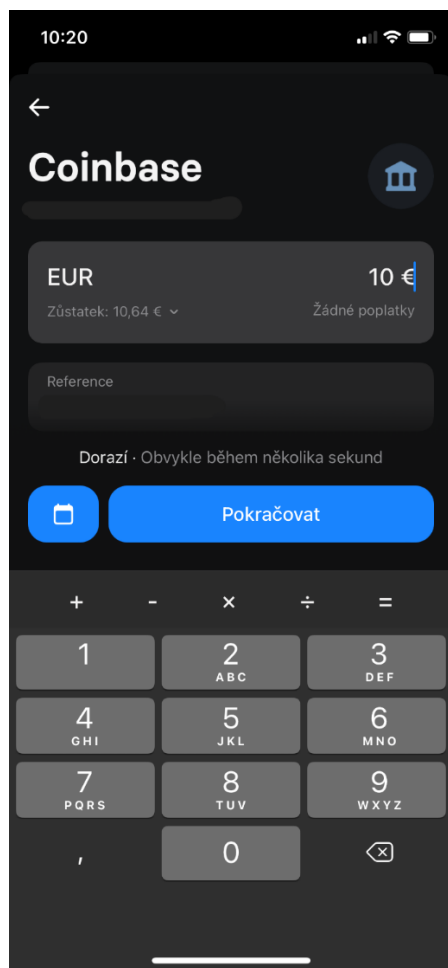 10:20
Coinbase
EUR 10 €
Zůstatek: 10,64 € Žádné poplatky
Reference
Dorazí · Obvykle během několika sekund
Pokračovat
+ - × ÷ =
1 2 3
ABC DEF
4 5 6
GHI JKL MNO
7 8 9
PQRS TUV WXYZ
, 0